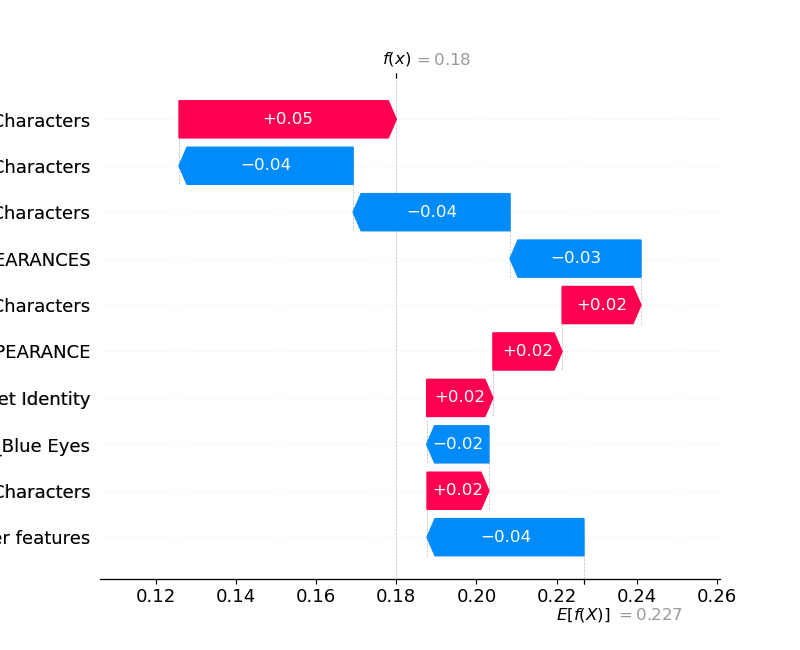 f(x) = 0.18
Characters +0.05
Characters −0.04
Characters −0.04
EARANCES −0.03
Characters +0.02
PEARANCE +0.02
et Identity +0.02
Blue Eyes −0.02
Characters +0.02
er features −0.04
0.12 0.14 0.16 0.18 0.20 0.22 0.24 0.26
E[f(X)] = 0.227